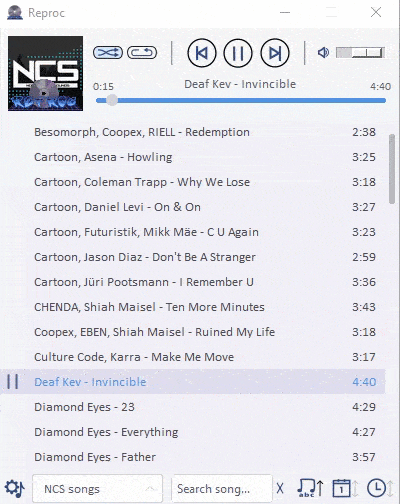 Reproc
NCS
0:15
Deaf Kev - Invincible
4:40
Besomorph, Coopex, RIELL - Redemption 2:38
Cartoon, Asena - Howling 3:25
Cartoon, Coleman Trapp - Why We Lose 3:18
Cartoon, Daniel Levi - On & On 3:27
Cartoon, Futuristik, Mikk Mäe - C U Again 3:23
Cartoon, Jason Diaz - Don't Be A Stranger 2:59
Cartoon, Jüri Pootsmann - I Remember U 3:36
CHENDA, Shiah Maisel - Ten More Minutes 3:43
Coopex, EBEN, Shiah Maisel - Ruined My Life 3:18
Culture Code, Karra - Make Me Move 3:17
Deaf Kev - Invincible 4:40
Diamond Eyes - 23 4:29
Diamond Eyes - Everything 4:27
Diamond Eyes - Father 3:57
NCS songs
Search song...
X
abc
1